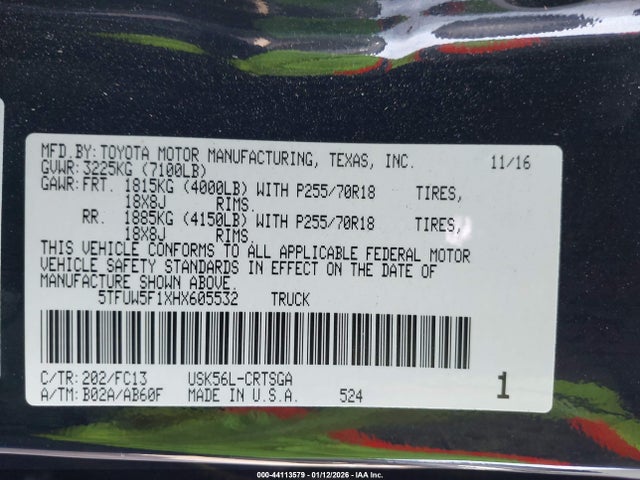 MFD BY: TOYOTA MOTOR MANUFACTURING, TEXAS, INC. 11/16
GVWR: 3225KG (7100LB)
GAWR: FRT. 1815KG (4000LB) WITH P255/70R18 TIRES,
18X8J RIMS.
RR. 1885KG (4150LB) WITH P255/70R18 TIRES,
18X8J RIMS.
THIS VEHICLE CONFORMS TO ALL APPLICABLE FEDERAL MOTOR
VEHICLE SAFETY STANDARDS IN EFFECT ON THE DATE OF
MANUFACTURE SHOWN ABOVE.
5TFUW5F1XHX605532 TRUCK
C/TR: 202/FC13 USK56L-CRTSGA
A/TM: B02A/AB60F MADE IN U.S.A. 524 1
000-44113579 - 01/12/2026 - IAA Inc.